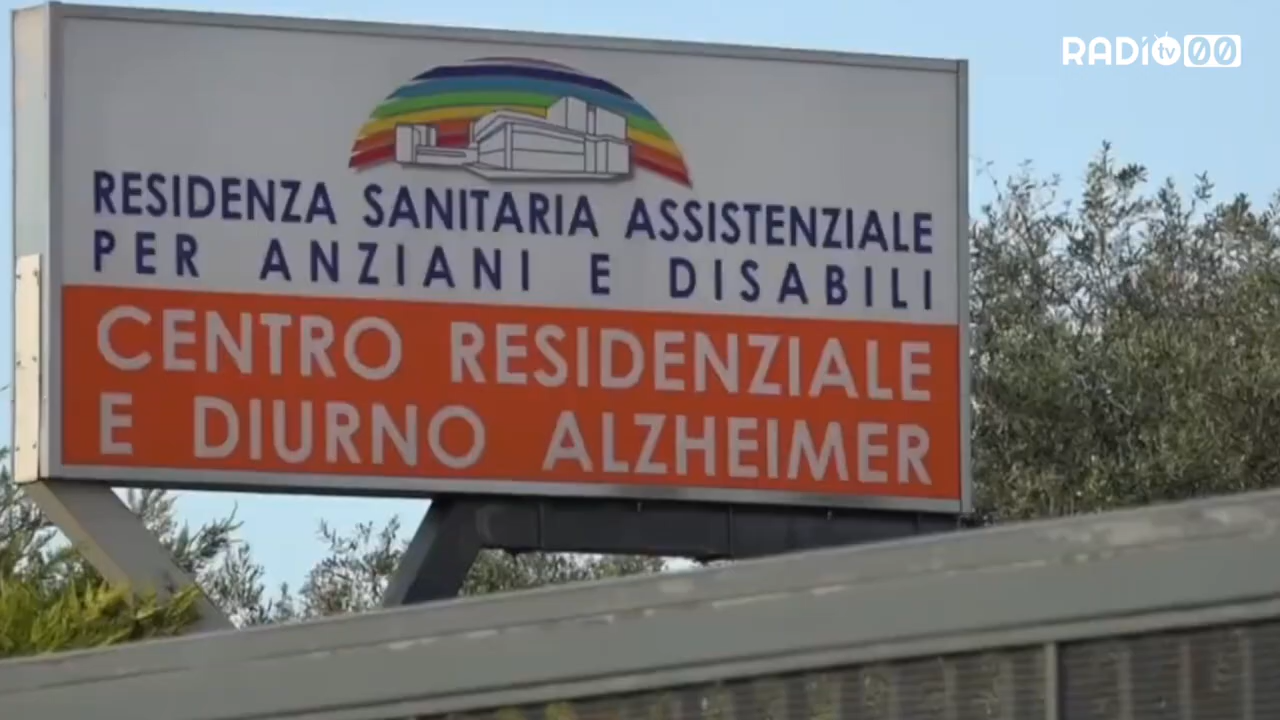 RADIO tv 00
RESIDENZA SANITARIA ASSISTENZIALE
PER ANZIANI E DISABILI
CENTRO RESIDENZIALE
E DIURNO ALZHEIMER